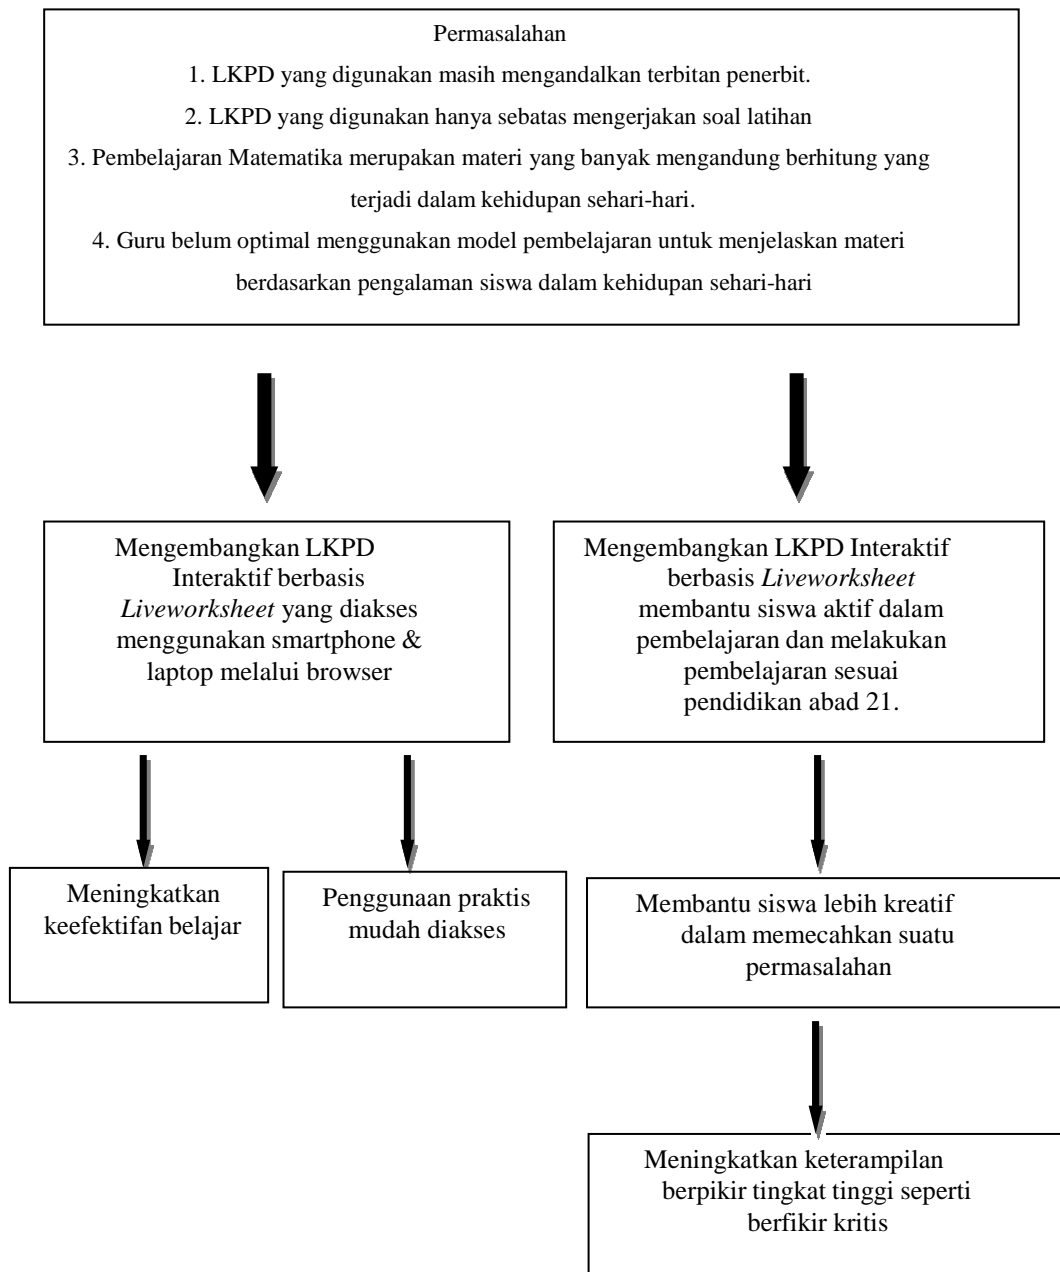 Permasalahan
1. LKPD yang digunakan masih mengandalkan terbitan penerbit.
2. LKPD yang digunakan hanya sebatas mengerjakan soal latihan
3. Pembelajaran Matematika merupakan materi yang banyak mengandung berhitung yang
terjadi dalam kehidupan sehari-hari.
4. Guru belum optimal menggunakan model pembelajaran untuk menjelaskan materi
berdasarkan pengalaman siswa dalam kehidupan sehari-hari
Mengembangkan LKPD
Interaktif berbasis
Liveworksheet yang diakses
menggunakan smartphone &
laptop melalui browser
Mengembangkan LKPD Interaktif
berbasis Liveworksheet
membantu siswa aktif dalam
pembelajaran dan melakukan
pembelajaran sesuai
pendidikan abad 21.
Meningkatkan
keefektifan belajar
Penggunaan praktis
mudah diakses
Membantu siswa lebih kreatif
dalam memecahkan suatu
permasalahan
Meningkatkan keterampilan
berpikir tingkat tinggi seperti
berfikir kritis